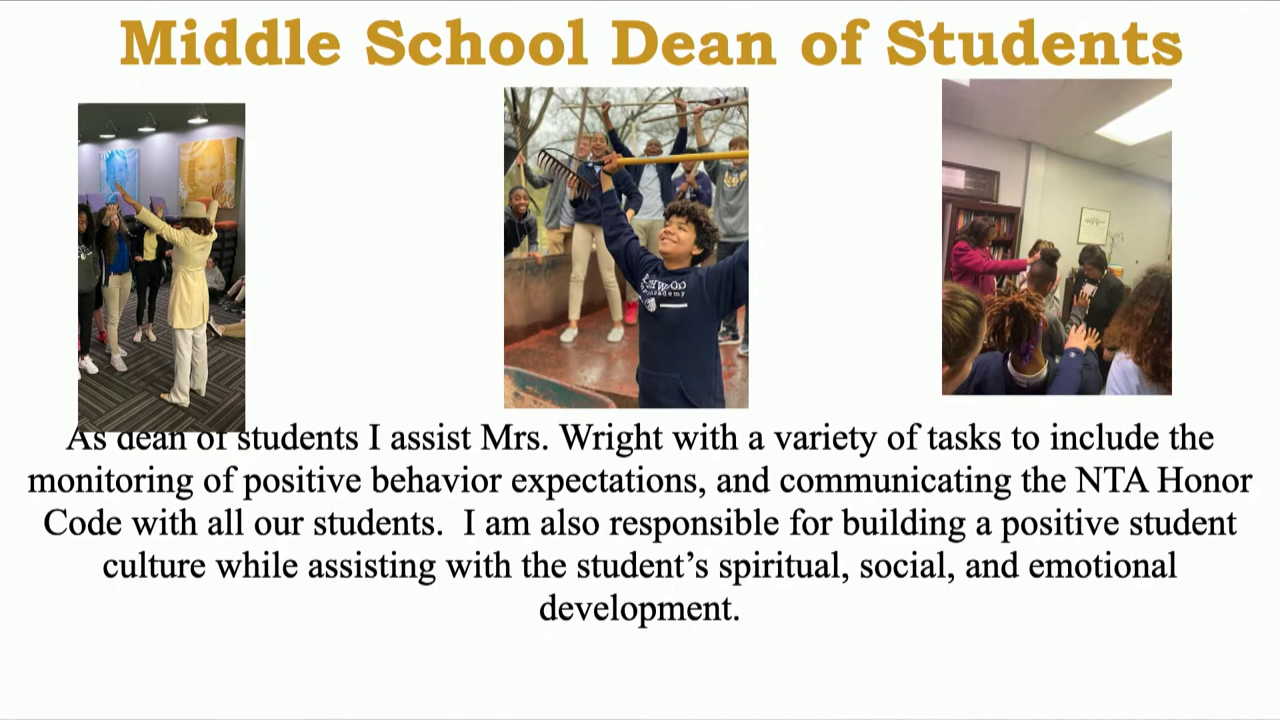 Middle School Dean of Students
As dean of students I assist Mrs. Wright with a variety of tasks to include the
monitoring of positive behavior expectations, and communicating the NTA Honor
Code with all our students.  I am also responsible for building a positive student
culture while assisting with the student’s spiritual, social, and emotional
development.